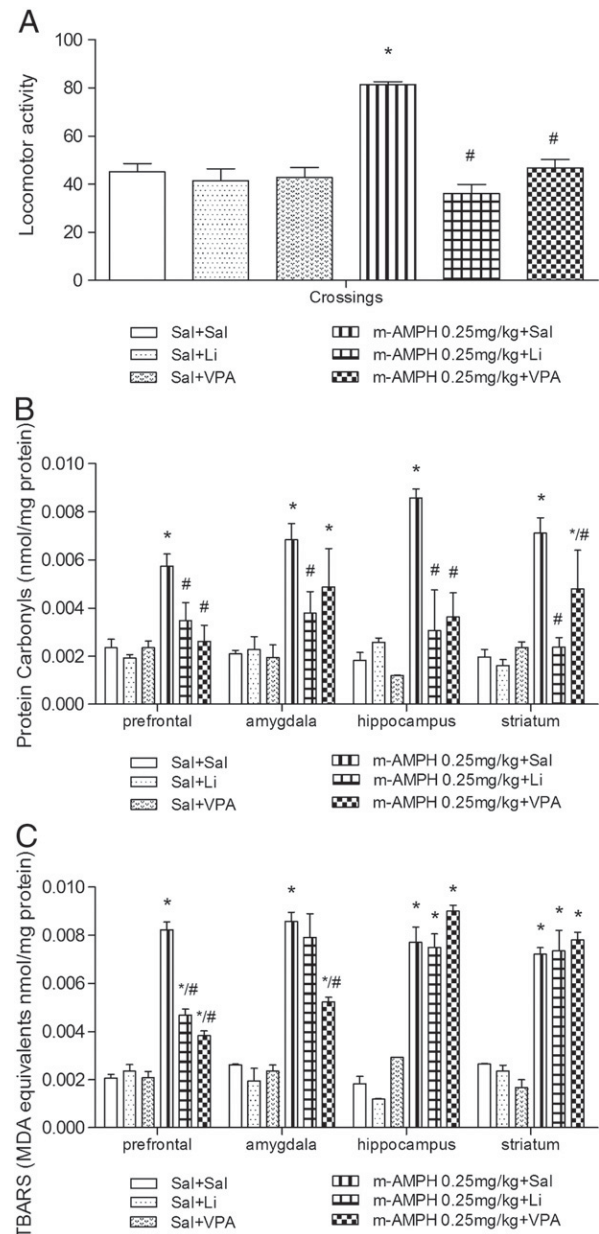 A
Locomotor activity
100
80
60
40
20
0
*
#
#
Crossings
Sal+Sal m-AMPH 0.25mg/kg+Sal
Sal+Li m-AMPH 0.25mg/kg+Li
Sal+VPA m-AMPH 0.25mg/kg+VPA
B
Protein Carbonyls (nmol/mg protein)
0.010
0.008
0.006
0.004
0.002
0.000
* # # * # * * # # * # */#
prefrontal amygdala hippocampus striatum
Sal+Sal m-AMPH 0.25mg/kg+Sal
Sal+Li m-AMPH 0.25mg/kg+Li
Sal+VPA m-AMPH 0.25mg/kg+VPA
C
TBARS (MDA equivalents nmol/mg protein)
0.010
0.008
0.006
0.004
0.002
0.000
* */# */# * */# * * * * * *
prefrontal amygdala hippocampus striatum
Sal+Sal m-AMPH 0.25mg/kg+Sal
Sal+Li m-AMPH 0.25mg/kg+Li
Sal+VPA m-AMPH 0.25mg/kg+VPA